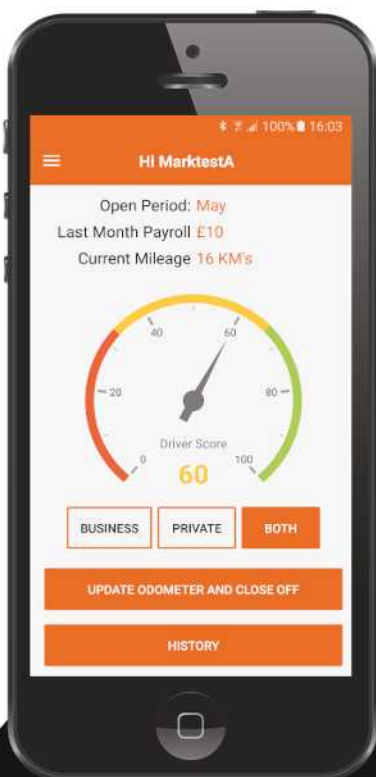 100% 16:03
Hi MarktestA
Open Period: May
Last Month Payroll £10
Current Mileage 16 KM's
40 60
20 80
0 100
Driver Score
60
BUSINESS PRIVATE BOTH
UPDATE ODOMETER AND CLOSE OFF
HISTORY